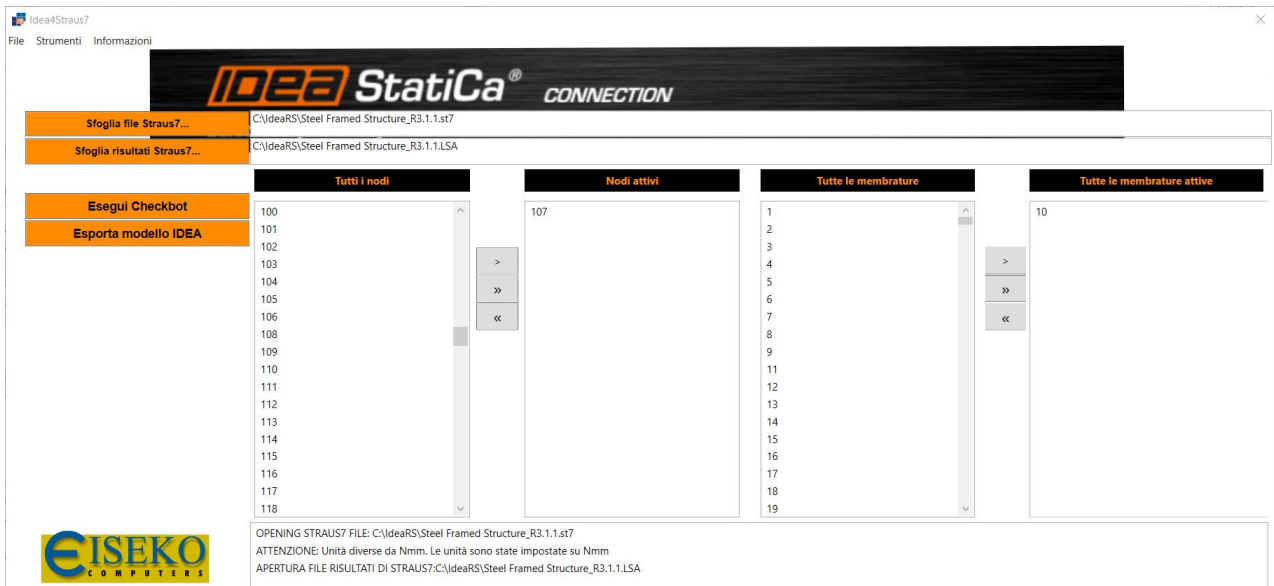 Idea4Straus7
File Strumenti Informazioni
IDEA StatiCa® CONNECTION
Sfoglia file Straus7...
C:\IdeaRS\Steel Framed Structure_R3.1.1.st7
Sfoglia risultati Straus7...
C:\IdeaRS\Steel Framed Structure_R3.1.1.LSA
Esegui Checkbot
Esporta modello IDEA
Tutti i nodi
100
101
102
103
104
105
106
108
109
110
111
112
113
114
115
116
117
118
>
»
«
Nodi attivi
107
Tutte le membrature
1
2
3
4
5
6
7
8
9
11
12
13
14
15
16
17
18
19
>
»
«
Tutte le membrature attive
10
EISEKO
COMPUTERS
OPENING STRAUS7 FILE: C:\IdeaRS\Steel Framed Structure_R3.1.1.st7
ATTENZIONE: Unità diverse da Nmm. Le unità sono state impostate su Nmm
APERTURA FILE RISULTATI DI STRAUS7:C:\IdeaRS\Steel Framed Structure_R3.1.1.LSA